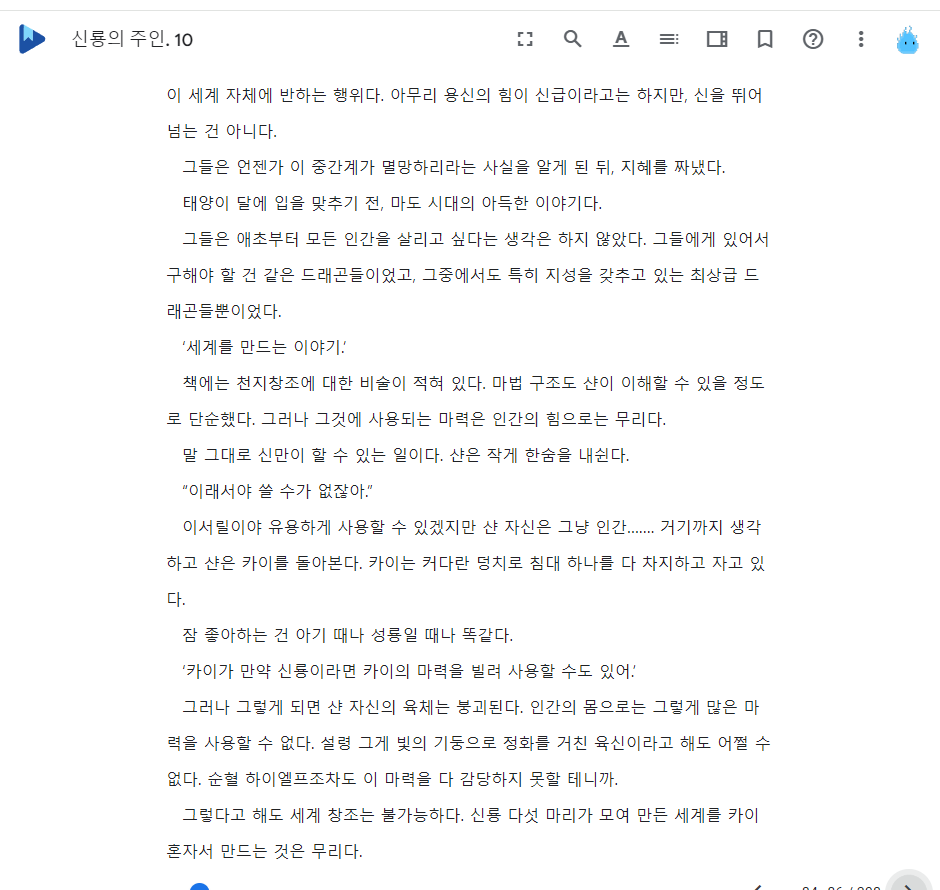 신룡의 주인. 10
이 세계 자체에 반하는 행위다. 아무리 용신의 힘이 신급이라고는 하지만, 신을 뛰어
넘는 건 아니다.
그들은 언젠가 이 중간계가 멸망하리라는 사실을 알게 된 뒤, 지혜를 짜냈다.
태양이 달에 입을 맞추기 전, 마도 시대의 아득한 이야기다.
그들은 애초부터 모든 인간을 살리고 싶다는 생각은 하지 않았다. 그들에게 있어서
구해야 할 건 같은 드래곤들이었고, 그중에서도 특히 지성을 갖추고 있는 최상급 드
래곤들뿐이었다.
‘세계를 만드는 이야기.’
책에는 천지창조에 대한 비술이 적혀 있다. 마법 구조도 샨이 이해할 수 있을 정도
로 단순했다. 그러나 그것에 사용되는 마력은 인간의 힘으로는 무리다.
말 그대로 신만이 할 수 있는 일이다. 샨은 작게 한숨을 내쉰다.
“이래서야 쓸 수가 없잖아.”
이서릴이야 유용하게 사용할 수 있겠지만 샨 자신은 그냥 인간....... 거기까지 생각
하고 샨은 카이를 돌아본다. 카이는 커다란 덩치로 침대 하나를 다 차지하고 자고 있
다.
잠 좋아하는 건 아기 때나 성룡일 때나 똑같다.
‘카이가 만약 신룡이라면 카이의 마력을 빌려 사용할 수도 있어.’
그러나 그렇게 되면 샨 자신의 육체는 붕괴된다. 인간의 몸으로는 그렇게 많은 마
력을 사용할 수 없다. 설령 그게 빛의 기둥으로 정화를 거친 육신이라고 해도 어쩔 수
없다. 순혈 하이엘프조차도 이 마력을 다 감당하지 못할 테니까.
그렇다고 해도 세계 창조는 불가능하다. 신룡 다섯 마리가 모여 만든 세계를 카이
혼자서 만드는 것은 무리다.